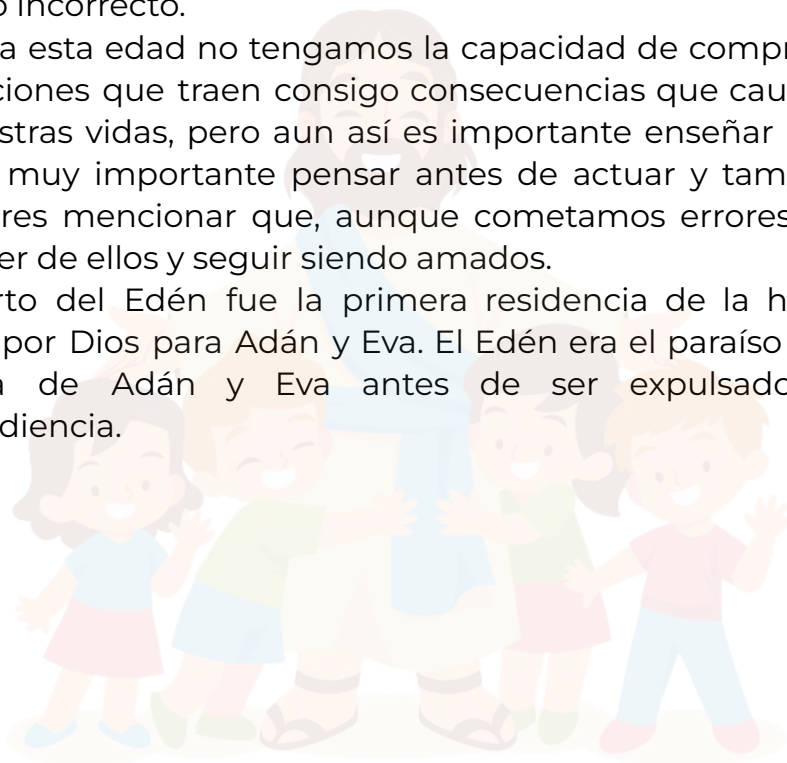 o incorrecto.
a esta edad no tengamos la capacidad de compr
ciones que traen consigo consecuencias que cau
stras vidas, pero aun así es importante enseñar
muy importante pensar antes de actuar y tam
res mencionar que, aunque cometamos errores
er de ellos y seguir siendo amados.
rto del Edén fue la primera residencia de la h
por Dios para Adán y Eva. El Edén era el paraíso
a de Adán y Eva antes de ser expulsado
diencia.